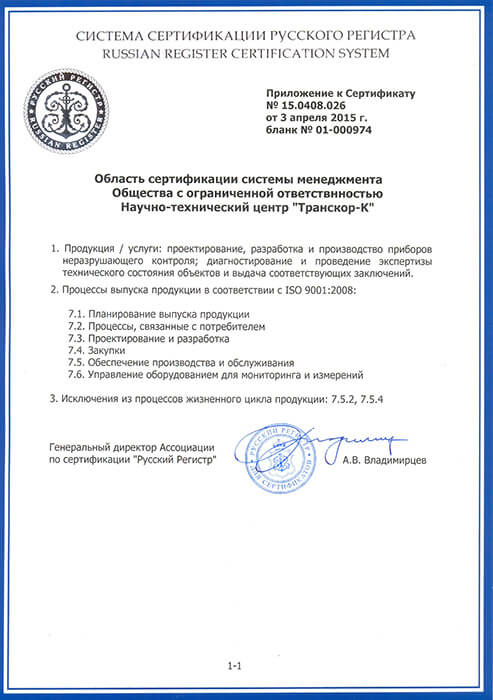 СИСТЕМА СЕРТИФИКАЦИИ РУССКОГО РЕГИСТРА
RUSSIAN REGISTER CERTIFICATION SYSTEM
РУССКИЙ РЕГИСТР
RUSSIAN REGISTER
Приложение к Сертификату
№ 15.0408.026
от 3 апреля 2015 г.
бланк № 01-000974
Область сертификации системы менеджмента
Общества с ограниченной ответствнностью
Научно-технический центр "Транскор-К"
1. Продукция / услуги: проектирование, разработка и производство приборов
неразрушающего контроля; диагностирование и проведение экспертизы
технического состояния объектов и выдача соответствующих заключений.
2. Процессы выпуска продукции в соответствии с ISO 9001:2008:
7.1. Планирование выпуска продукции
7.2. Процессы, связанные с потребителем
7.3. Проектирование и разработка
7.4. Закупки
7.5. Обеспечение производства и обслуживания
7.6. Управление оборудованием для мониторинга и измерений
3. Исключения из процессов жизненного цикла продукции: 7.5.2, 7.5.4
Генеральный директор Ассоциации
по сертификации "Русский Регистр"
РУССКИЙ РЕГИСТР
ДЛЯ СЕРТИФИКАТОВ
А.В. Владимирцев
1-1